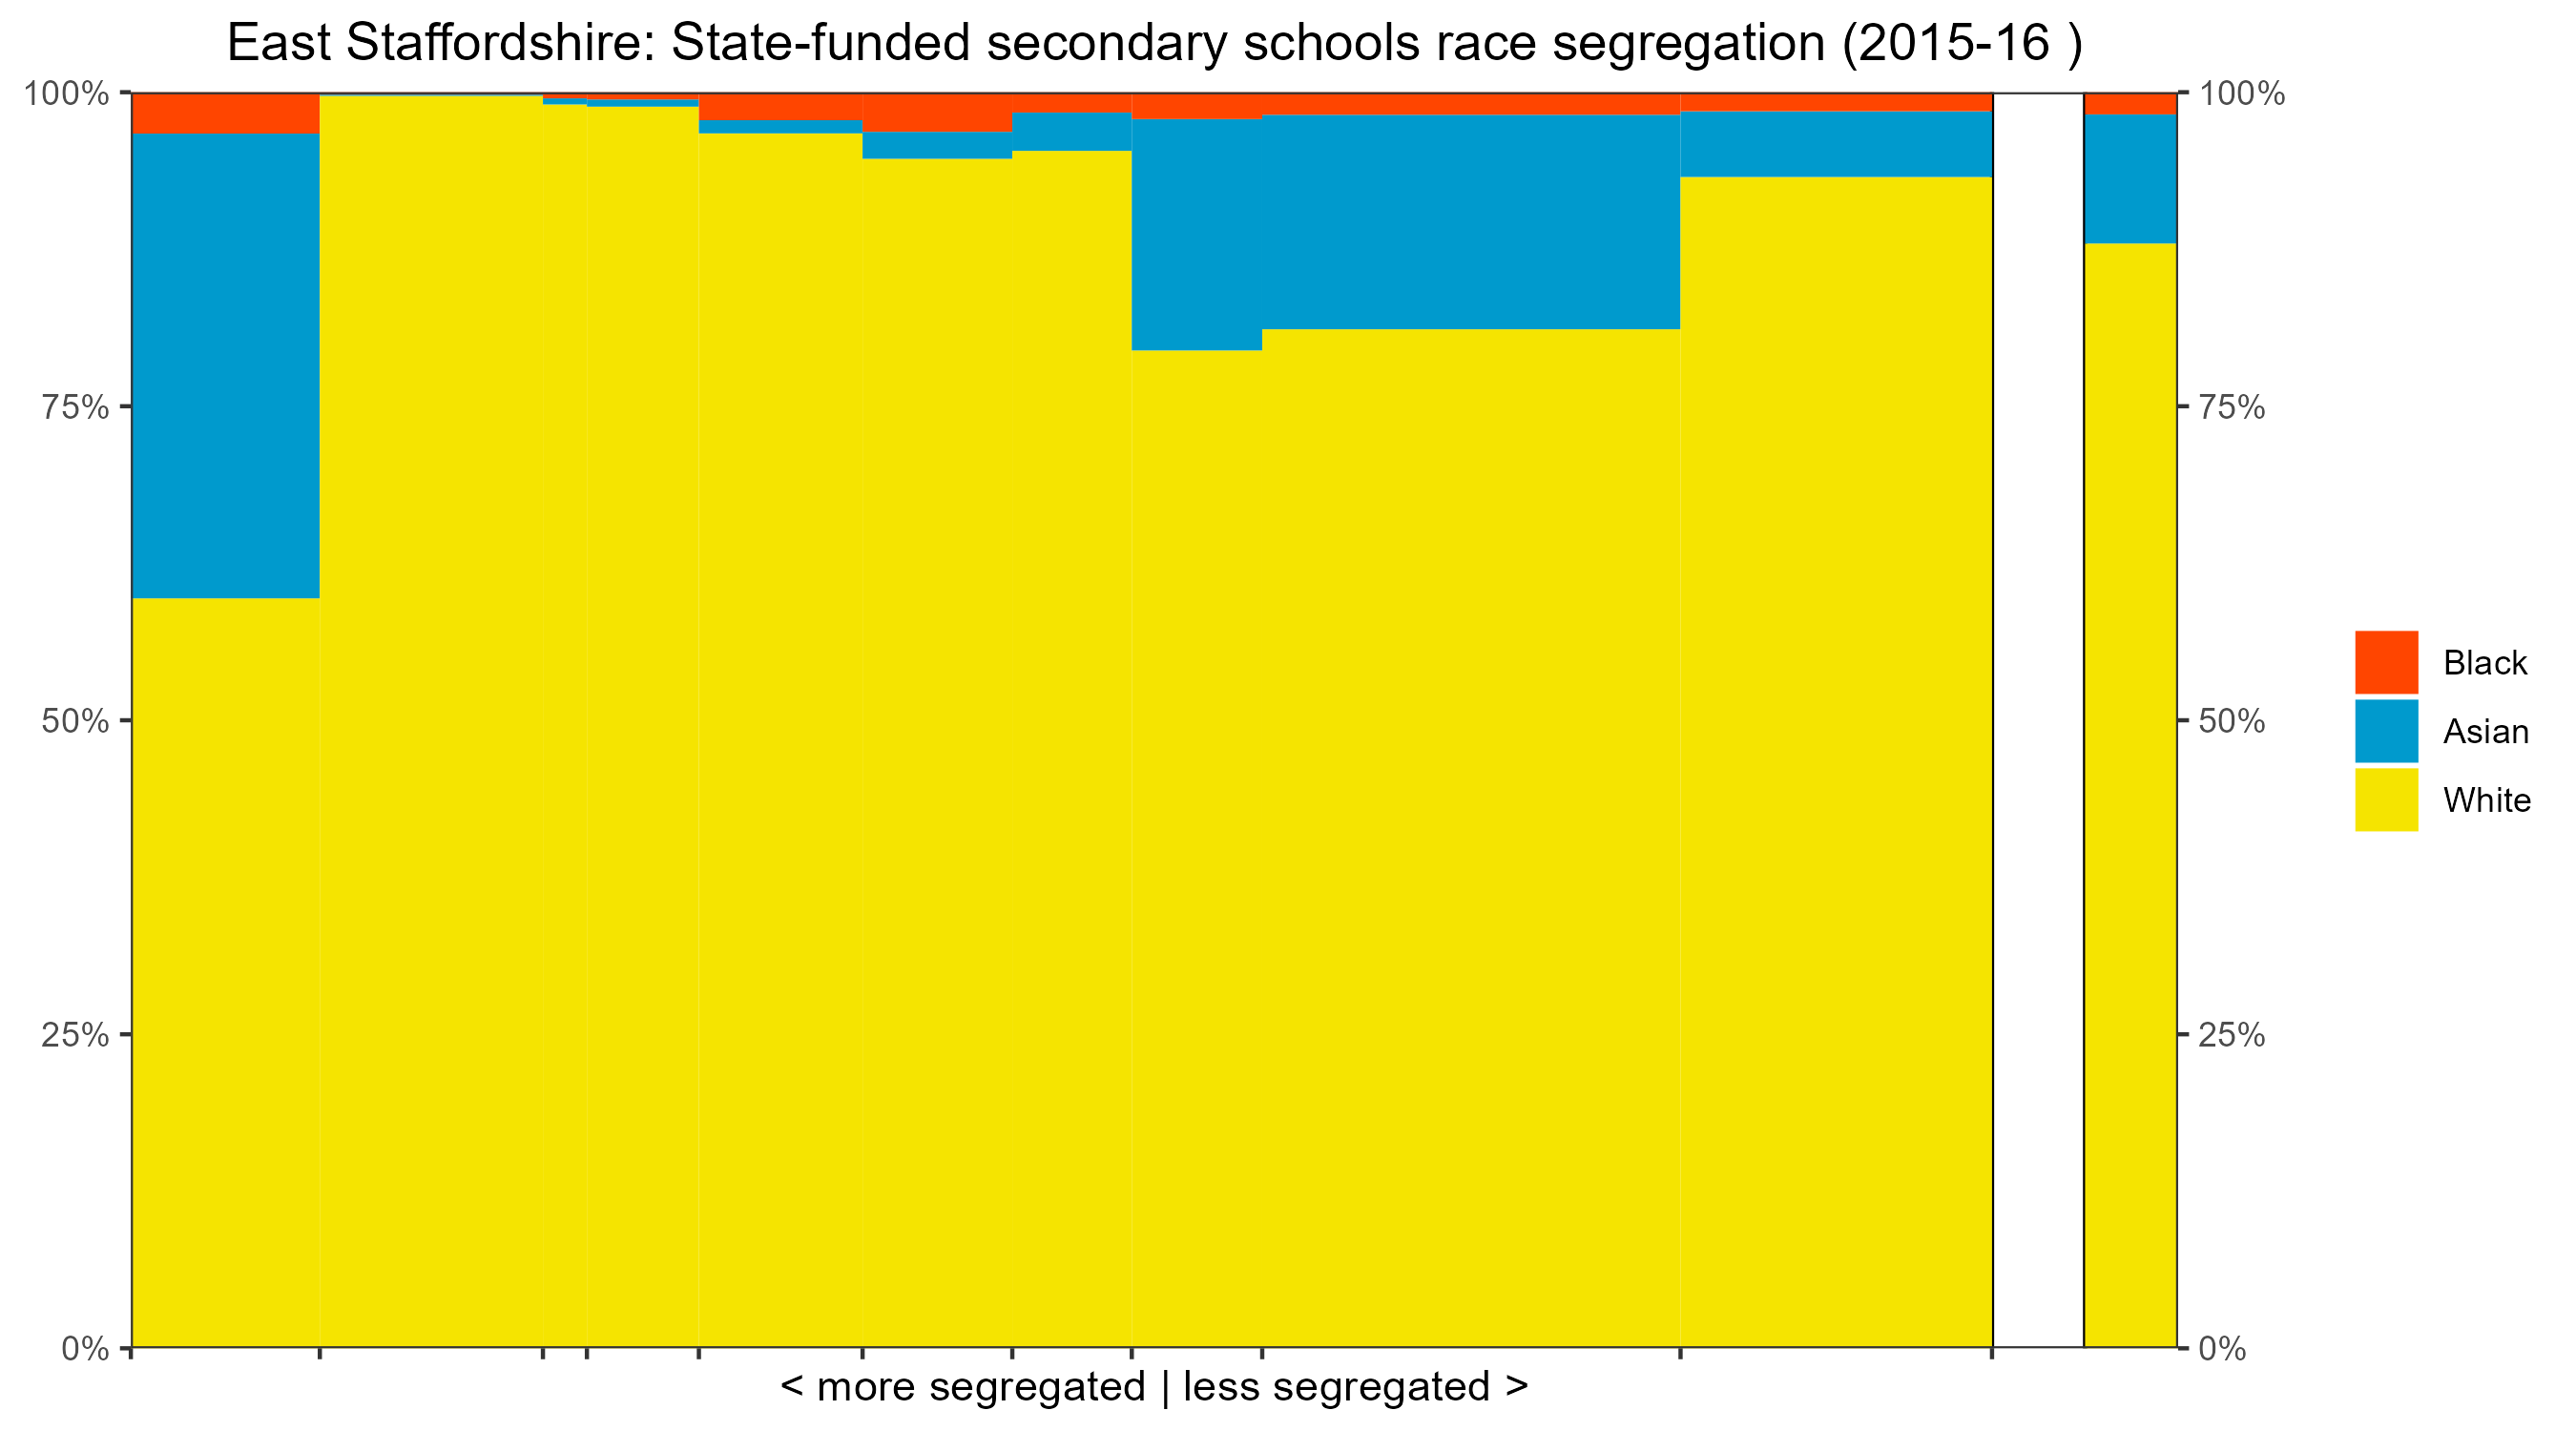 East Staffordshire: State-funded secondary schools race segregation (2015-16 )
100%
75%
50%
25%
0%
100%
75%
50%
25%
0%
Black
Asian
White
< more segregated | less segregated >